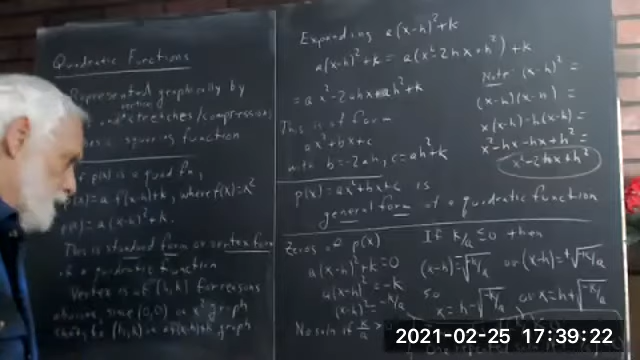 Quadratic Functions
Represented graphically by
vertical
stretches/compressions
squaring function
p(x) is a quad fn,
p(x) = a f(x-h)+k, where f(x)=x²
p(x) = a(x-h)²+k.
This is standard form or vertex form
of a quadratic function
Vertex is at (h,k) for reasons
obvious, since (0,0) on x² graph
(h,k) graph
Expanding a(x-h)²+k
a(x-h)²+k = a(x²-2hx+h²)+k
= ax²-2ahx+ah²+k
This is of form
ax²+bx+c
with b=-2ah, c=ah²+k
Note: (x-h)² =
(x-h)(x-h) =
x(x-h)-h(x-h) =
x²-hx-hx+h² =
x²-2hx+h²
p(x)=ax²+bx+c is
general form of a quadratic function
Zeros of p(x)
a(x-h)²+k=0
a(x-h)²=-k
(x-h)²=-k/a
No soln if k/a >
If k/a ≤ 0 then
(x-h)=-√-k/a or (x-h)=+√-k/a
so
x=h-√-k/a or x=h+√-k/a
2021-02-25 17:39:22